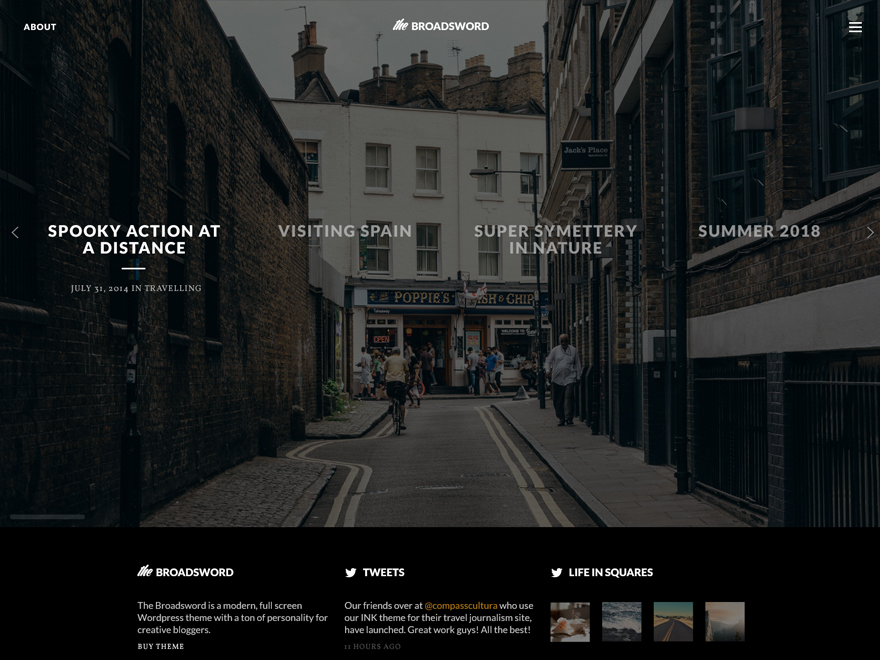 ABOUT
the BROADSWORD
Jack's Place
SPOOKY ACTION AT
A DISTANCE
JULY 31, 2014 IN TRAVELLING
VISITING SPAIN
SUPER SYMETTERY
IN NATURE
SUMMER 2018
POPPIE'S FISH & CHIPS
OPEN
the BROADSWORD
The Broadsword is a modern, full screen
Wordpress theme with a ton of personality for
creative bloggers.
BUY THEME
TWEETS
Our friends over at @compasscultura who use
our INK theme for their travel journalism site,
have launched. Great work guys! All the best!
11 HOURS AGO
LIFE IN SQUARES